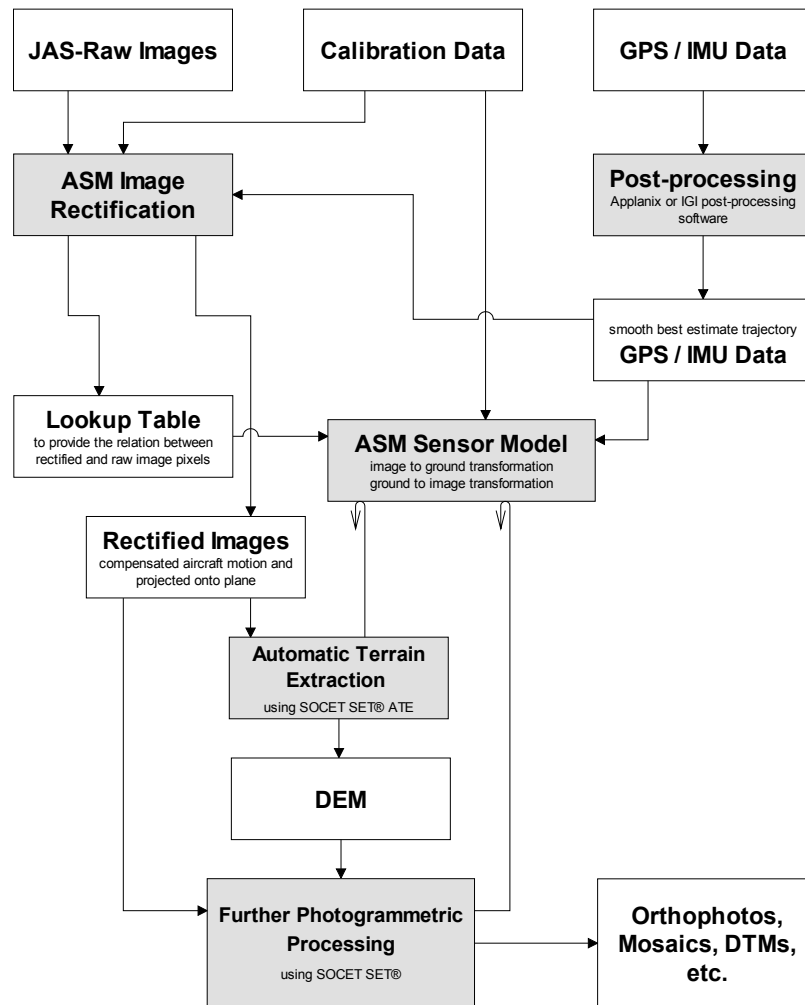 JAS-Raw Images
Calibration Data
GPS / IMU Data
ASM Image
Rectification
Post-processing
Applanix or IGI post-processing
software
smooth best estimate trajectory
GPS / IMU Data
Lookup Table
to provide the relation between
rectified and raw image pixels
ASM Sensor Model
image to ground transformation
ground to image transformation
Rectified Images
compensated aircraft motion and
projected onto plane
Automatic Terrain
Extraction
using SOCET SET® ATE
DEM
Further Photogrammetric
Processing
using SOCET SET®
Orthophotos,
Mosaics, DTMs,
etc.